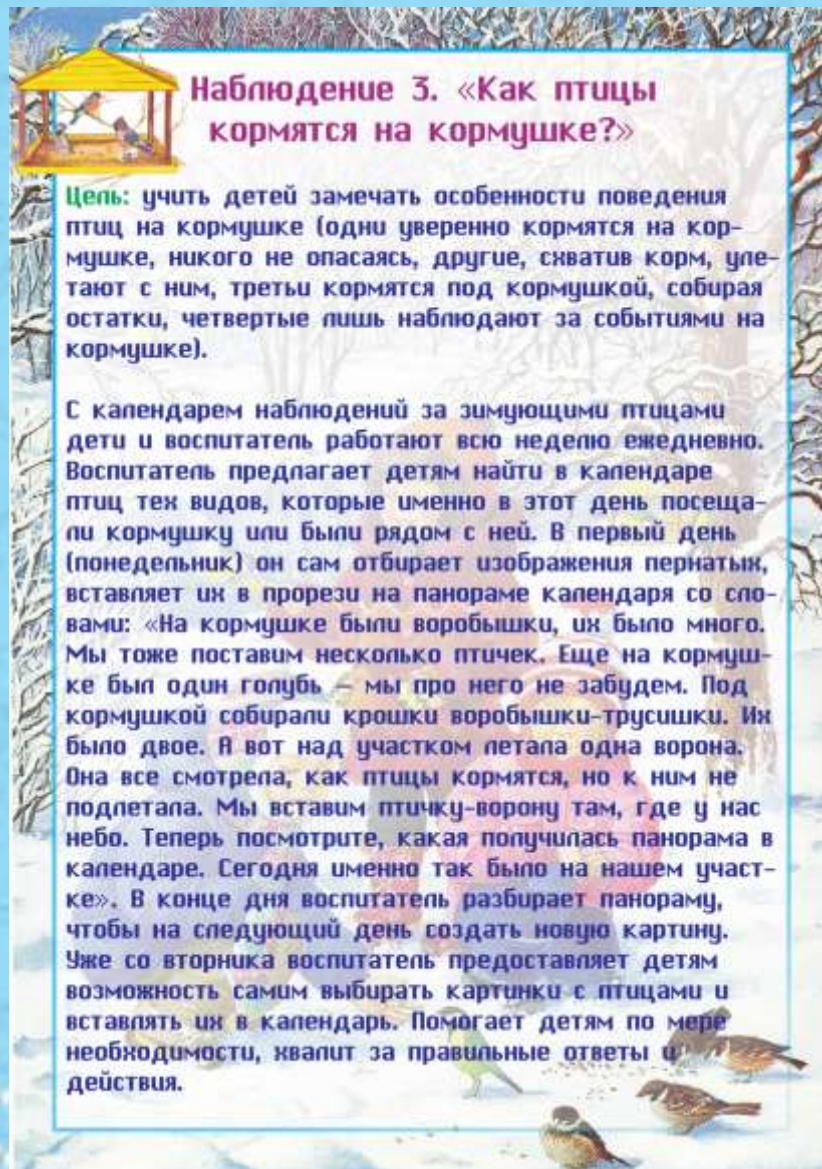 Наблюдение 3. «Как птицы
кормятся на кормушке?»
Цель: учить детей замечать особенности поведения
птиц на кормушке (одни уверенно кормятся на кор-
мушке, никого не опасаясь, другие, схватив корм, уле-
тают с ним, третьи кормятся под кормушкой, собирая
остатки, четвертые лишь наблюдают за событиями на
кормушке).
С календарем наблюдений за зимующими птицами
дети и воспитатель работают всю неделю ежедневно.
Воспитатель предлагает детям найти в календаре
птиц тех видов, которые именно в этот день посеща-
ли кормушку или были рядом с ней. В первый день
(понедельник) он сам отбирает изображения пернатых,
вставляет их в прорези на панораме календаря со сло-
вами: «На кормушке были воробышки, их было много.
Мы тоже поставим несколько птичек. Еще на кормуш-
ке был один голубь – мы про него не забудем. Под
кормушкой собирали крошки воробышки-трусишки. Их
было двое. А вот над участком летала одна ворона.
Она все смотрела, как птицы кормятся, но к ним не
подлетала. Мы вставим птичку-ворону там, где у нас
небо. Теперь посмотрите, какая получилась панорама в
календаре. Сегодня именно так было на нашем участ-
ке». В конце дня воспитатель разбирает панораму,
чтобы на следующий день создать новую картину.
Уже со вторника воспитатель предоставляет детям
возможность самим выбирать картинки с птицами и
вставлять их в календарь. Помогает детям по мере
необходимости, хвалит за правильные ответы и
действия.